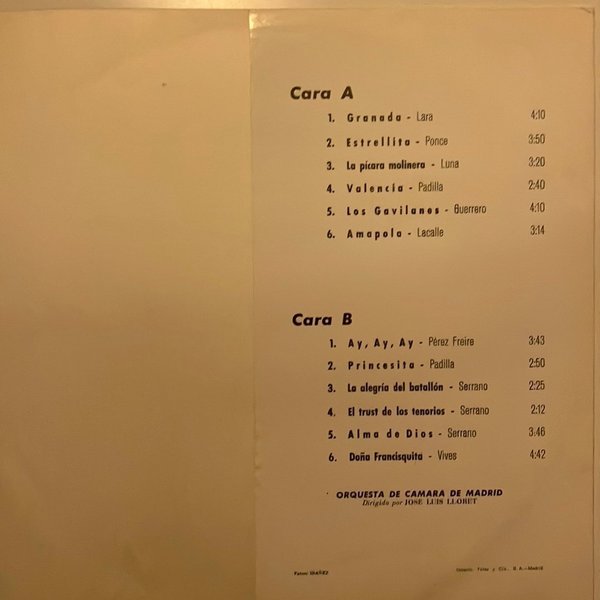 Cara A
1. Granada - Lara 4:10
2. Estrellita - Ponce 3:50
3. La pícara molinera - Luna 3:20
4. Valencia - Padilla 2:40
5. Los Gavilanes - Guerrero 4:10
6. Amapola - Lacalle 3:14
Cara B
1. Ay, Ay, Ay - Pérez Freire 3:43
2. Princesita - Padilla 2:50
3. La alegría del batallón - Serrano 2:25
4. El trust de los tenorios - Serrano 2:12
5. Alma de Dios - Serrano 3:46
6. Doña Francisquita - Vives 4:42
ORQUESTA DE CAMARA DE MADRID
Dirigida por JOSE LUIS LLORET
Fotos: IBAÑEZ
y Cía., S. A.-Madrid